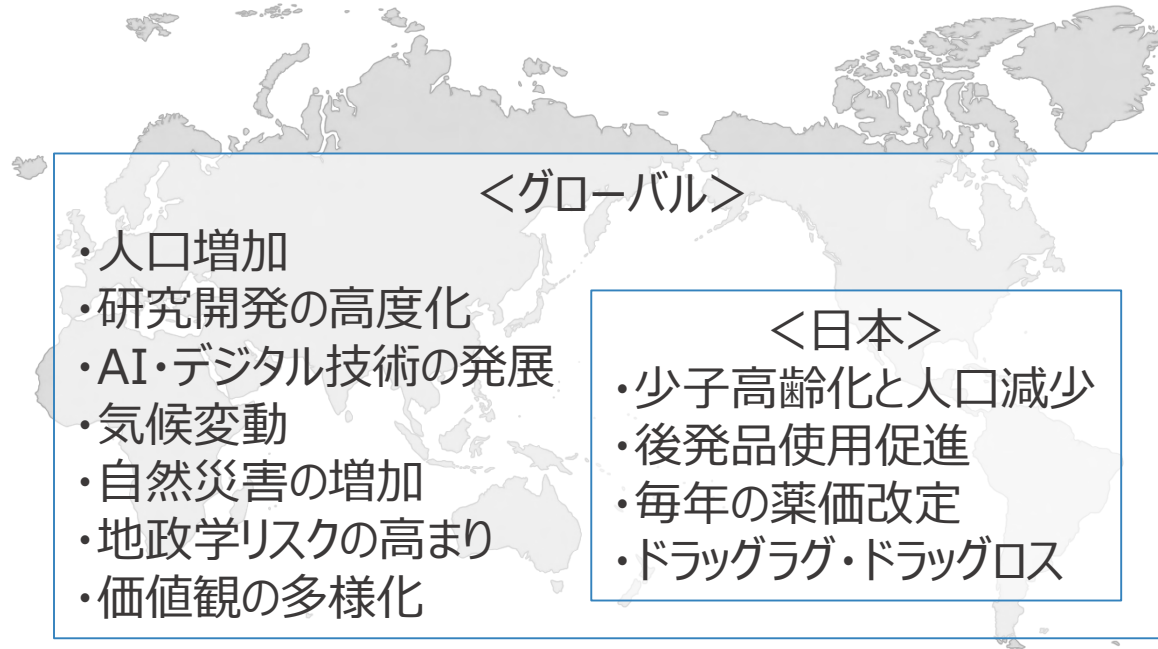 ＜グローバル＞
・人口増加
・研究開発の高度化
・AI・デジタル技術の発展
・気候変動
・自然災害の増加
・地政学リスクの高まり
・価値観の多様化
＜日本＞
・少子高齢化と人口減少
・後発品使用促進
・毎年の薬価改定
・ドラッグラグ・ドラッグロス